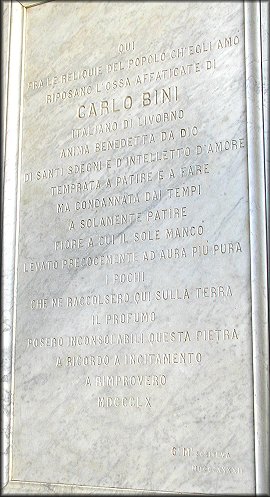 QUI
FRA LE RELIQUIE DEL POPOLO CH'EGLI AMO
RIPOSANO L'OSSA AFFATICATE DI
CARLO BINI
ITALIANO DI LIVORNO
ANIMA BENEDETTA DA DIO
DI SANTI SDEGNI E D'INTELLETTO D'AMORE
TEMPRATA A PATIRE E A FARE
MA CONDANNATA DAI TEMPI
A SOLAMENTE PATIRE
FIORE A CUI IL SOLE MANCO
LEVATO PRECOCEMENTE AD AURA PIÙ PURA
I POCHI
CHE NE RACCOLSERO QUI SULLA TERRA
IL PROFUMO
POSERO INCONSOLABILI QUESTA PIETRA
A RICORDO A INCITAMENTO
A RIMPROVERO
MDCCCLX